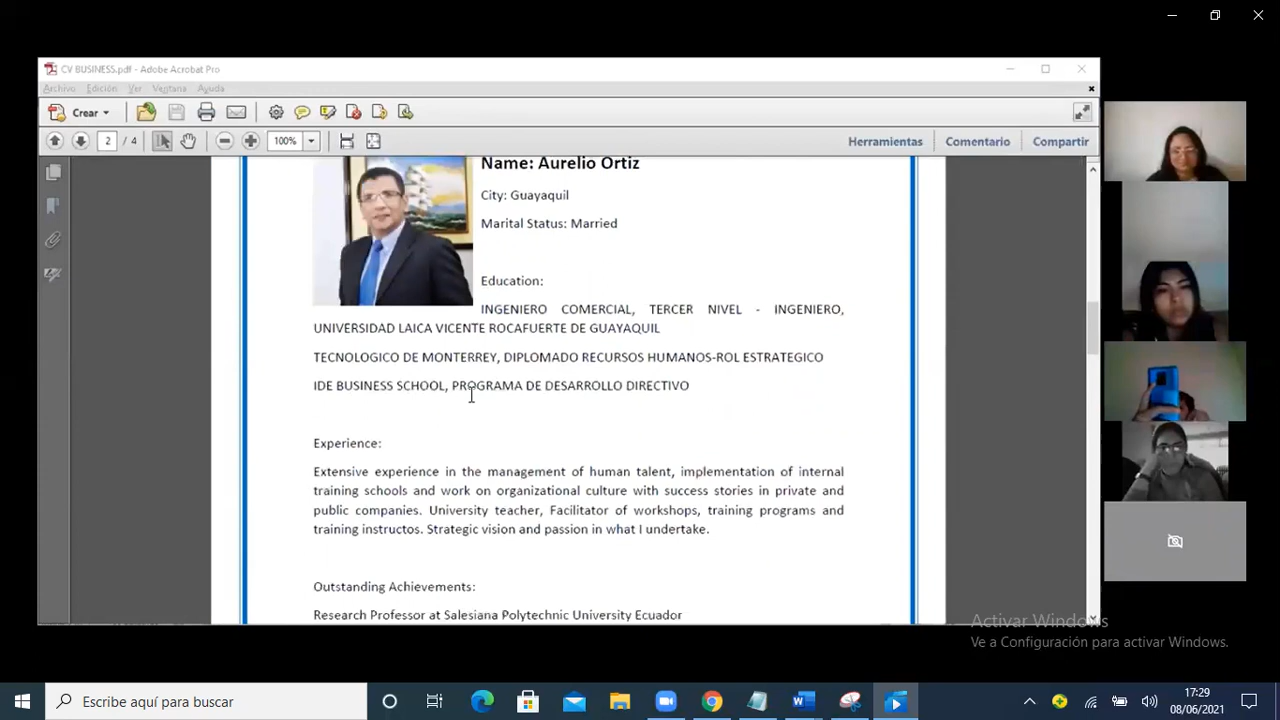 CV BUSINESS.pdf - Adobe Acrobat Pro
Archivo Edición Ver Ventana Ayuda
Crear
2 / 4
100%
Herramientas Comentario Compartir
Name: Aurelio Ortiz
City: Guayaquil
Marital Status: Married
Education:
INGENIERO COMERCIAL, TERCER NIVEL - INGENIERO,
UNIVERSIDAD LAICA VICENTE ROCAFUERTE DE GUAYAQUIL
TECNOLOGICO DE MONTERREY, DIPLOMADO RECURSOS HUMANOS-ROL ESTRATEGICO
IDE BUSINESS SCHOOL, PROGRAMA DE DESARROLLO DIRECTIVO
Experience:
Extensive experience in the management of human talent, implementation of internal
training schools and work on organizational culture with success stories in private and
public companies. University teacher, Facilitator of workshops, training programs and
training instructos. Strategic vision and passion in what I undertake.
Outstanding Achievements:
Research Professor at Salesiana Polytechnic University Ecuador
Activar Windows
Ve a Configuración para activar Windows.
Escribe aquí para buscar
17:29
08/06/2021